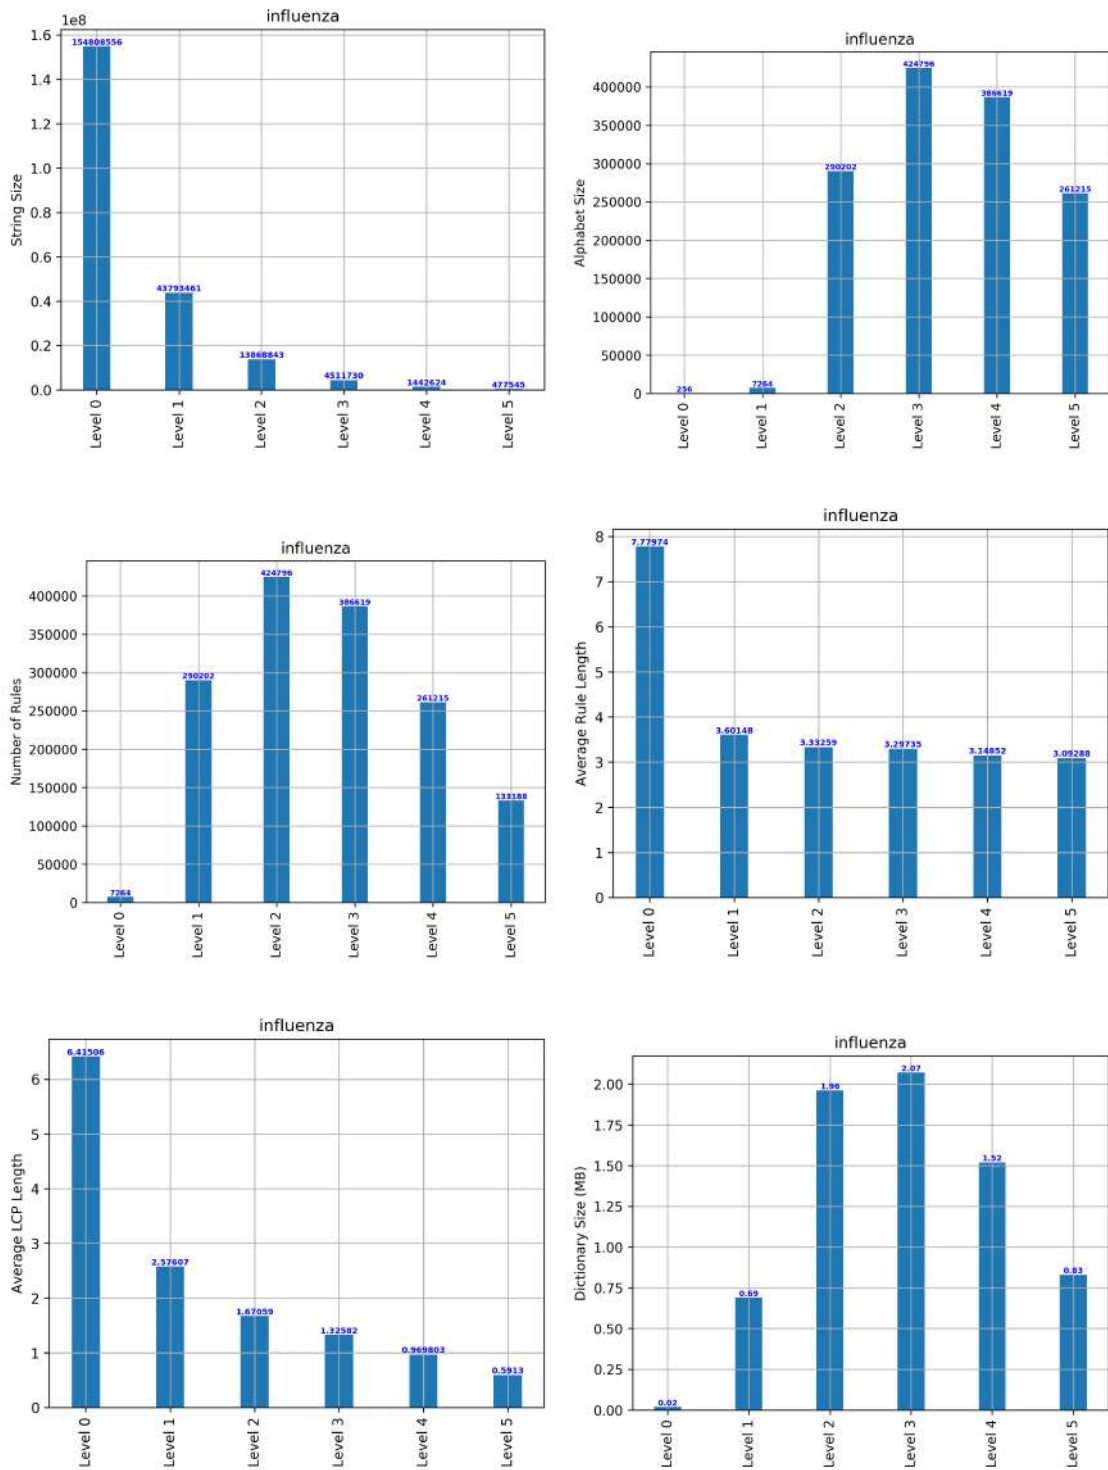 influenza
1e8
String Size
1.6
1.4
1.2
1.0
0.8
0.6
0.4
0.2
0.0
154808556
43793461
13868843
4511730
1442624
477545
Level 0
Level 1
Level 2
Level 3
Level 4
Level 5
influenza
Alphabet Size
400000
350000
300000
250000
200000
150000
100000
50000
0
256
7264
290202
424796
386619
261215
Level 0
Level 1
Level 2
Level 3
Level 4
Level 5
influenza
Number of Rules
400000
350000
300000
250000
200000
150000
100000
50000
0
7264
290202
424796
386619
261215
133188
Level 0
Level 1
Level 2
Level 3
Level 4
Level 5
influenza
Average Rule Length
8
7
6
5
4
3
2
1
0
7.77974
3.60148
3.33259
3.29735
3.14852
3.09288
Level 0
Level 1
Level 2
Level 3
Level 4
Level 5
influenza
Average LCP Length
6
5
4
3
2
1
0
6.41506
2.57607
1.67059
1.32582
0.969803
0.5913
Level 0
Level 1
Level 2
Level 3
Level 4
Level 5
influenza
Dictionary Size (MB)
2.00
1.75
1.50
1.25
1.00
0.75
0.50
0.25
0.00
0.02
0.69
1.96
2.07
1.52
0.83
Level 0
Level 1
Level 2
Level 3
Level 4
Level 5